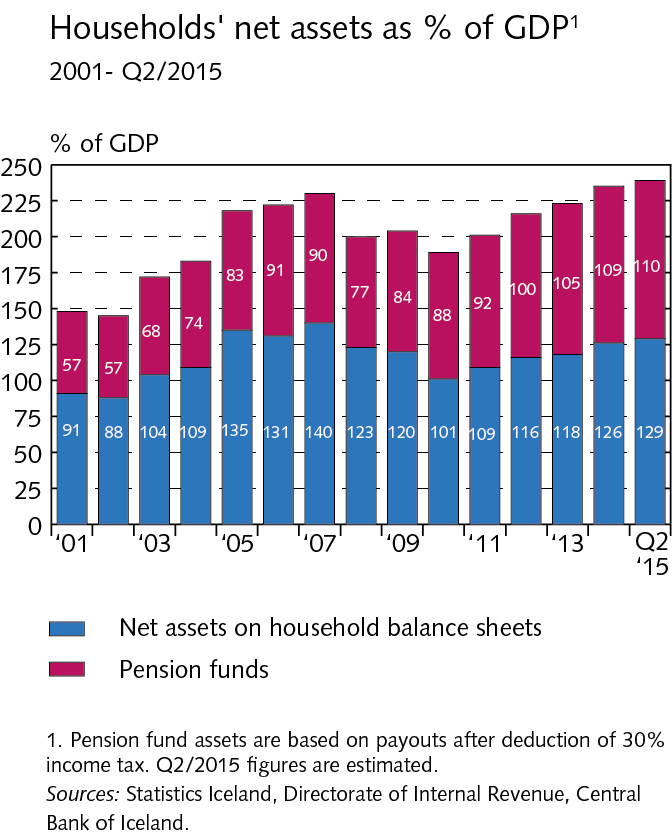 Households' net assets as % of GDP¹
2001- Q2/2015
% of GDP
250
225
200
175
150
125
100
75
50
25
0
57 57 68 74 83 91 90 77 84 88 92 100 105 109 110
91 88 104 109 135 131 140 123 120 101 109 116 118 126 129
‘01 ‘03 ‘05 ‘07 ‘09 ‘11 ‘13 Q2
‘15
Net assets on household balance sheets
Pension funds
1. Pension fund assets are based on payouts after deduction of 30%
income tax. Q2/2015 figures are estimated.
Sources: Statistics Iceland, Directorate of Internal Revenue, Central
Bank of Iceland.